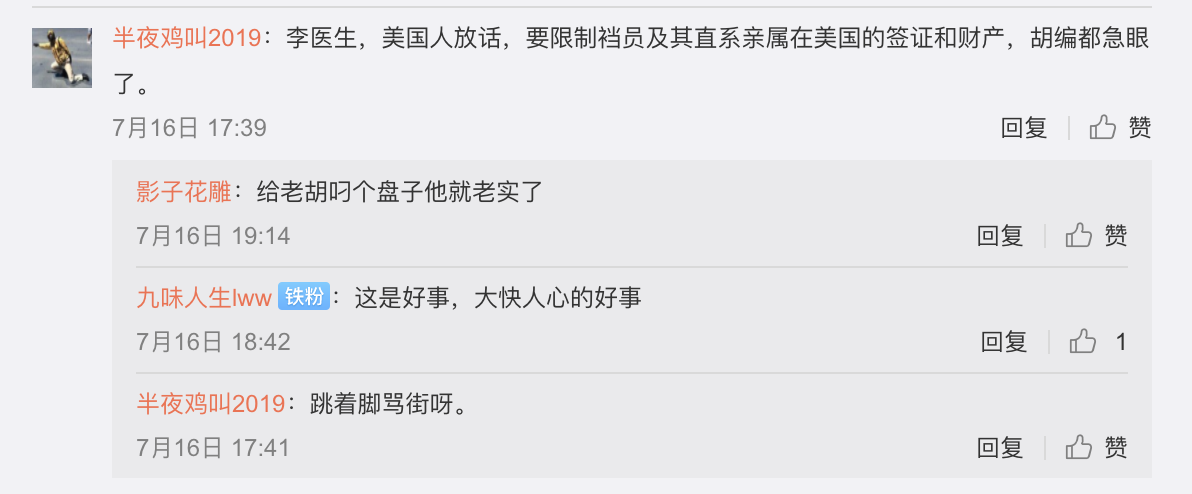 半夜鸡叫2019：李医生，美国人放话，要限制裆员及其直系亲属在美国的签证和财产，胡编都急眼
了。
7月16日 17:39 回复 赞
影子花雕：给老胡叼个盘子他就老实了
7月16日 19:14 回复 赞
九味人生lww 铁粉：这是好事，大快人心的好事
7月16日 18:42 回复 1
半夜鸡叫2019：跳着脚骂街呀。
7月16日 17:41 回复 赞